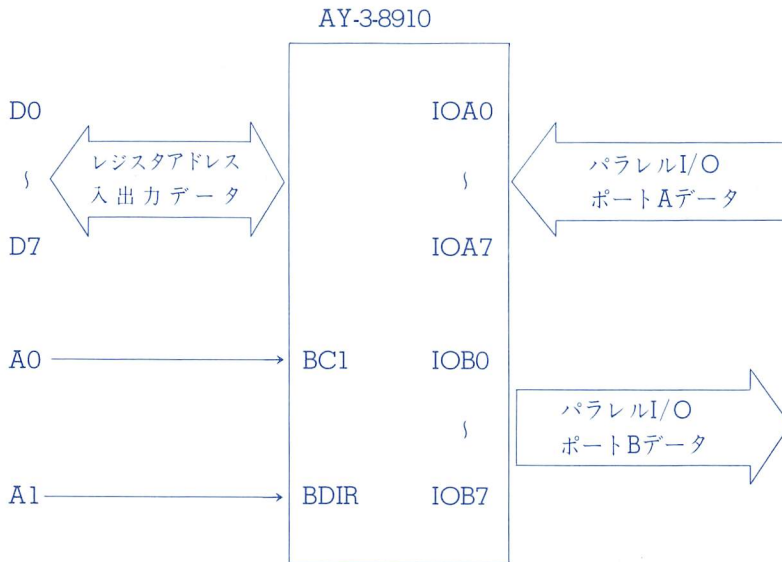 AY-3-8910
D0
〜
D7
レジスタアドレス
入出力データ
IOA0
〜
IOA7
パラレルI/O
ポートAデータ
A0
BC1
IOB0
〜
IOB7
パラレルI/O
ポートBデータ
A1
BDIR